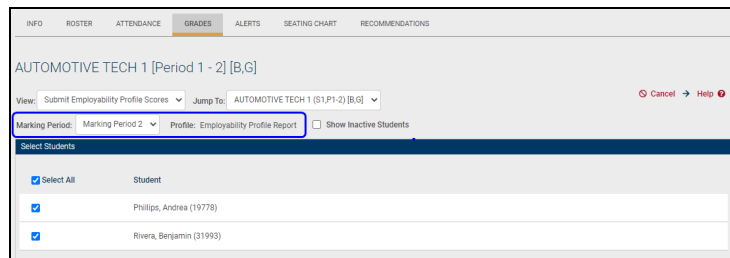 INFO ROSTER ATTENDANCE GRADES ALERTS SEATING CHART RECOMMENDATIONS
AUTOMOTIVE TECH 1 [Period 1 - 2] [B,G]
View: Submit Employability Profile Scores Jump To: AUTOMOTIVE TECH 1 (S1,P1-2) [B,G] Cancel Help
Marking Period: Marking Period 2 Profile: Employability Profile Report Show Inactive Students
Select Students
Select All Student
Phillips, Andrea (19778)
Rivera, Benjamin (31993)